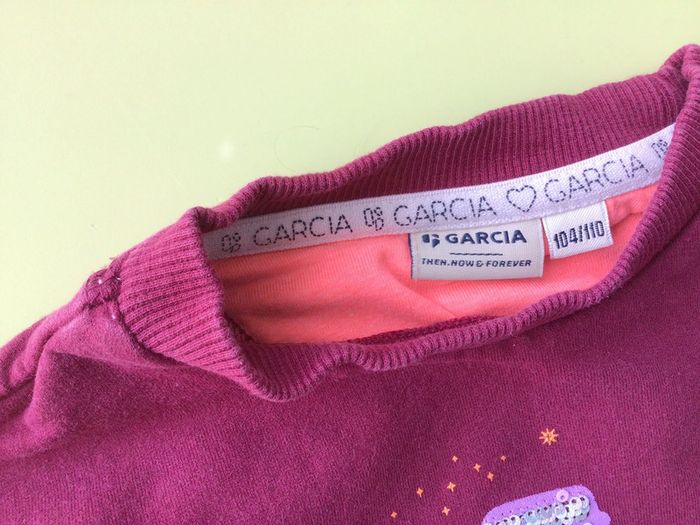 GARCIA GARCIA GARCIA
GARCIA
THEN, NOW & FOREVER
104/110